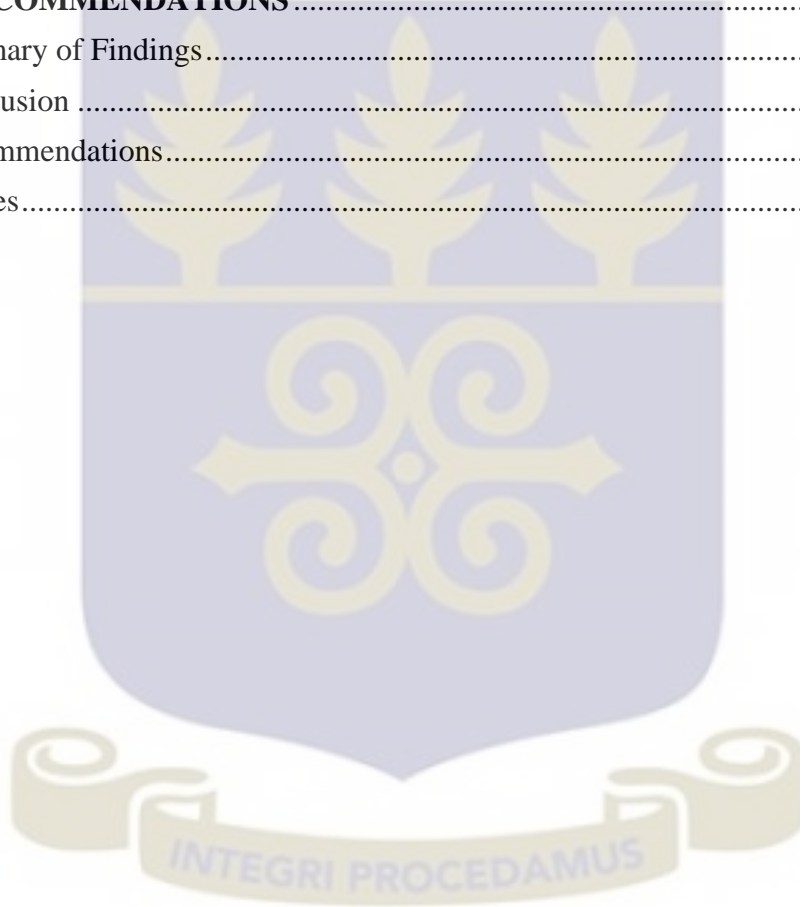 COMMENDATIONS................................................................
nary of Findings................................................................................
usion ................................................................................................
mmendations.....................................................................................
es.......................................................................................................
INTEGRI PROCEDAMUS